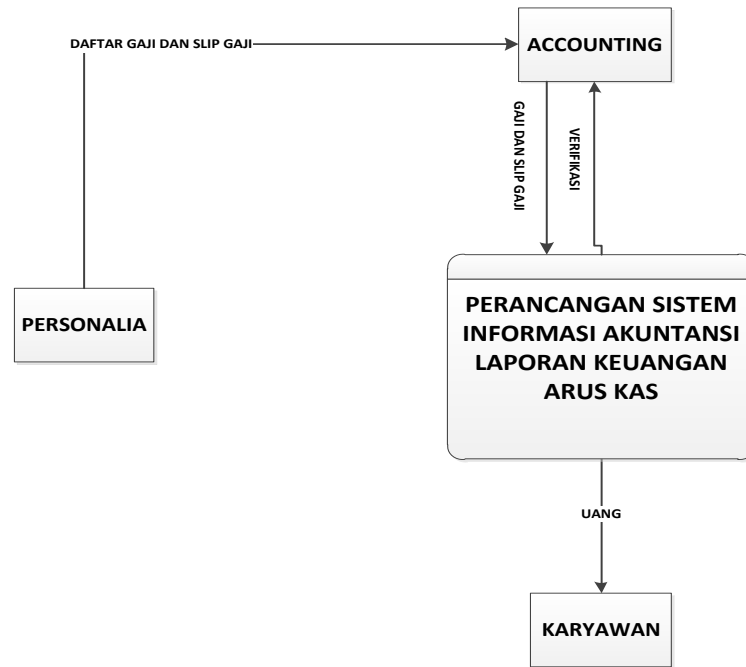 DAFTAR GAJI DAN SLIP GAJI
ACCOUNTING
GAJI DAN SLIP GAJI
VERIFIKASI
PERSONALIA
PERANCANGAN SISTEM
INFORMASI AKUNTANSI
LAPORAN KEUANGAN
ARUS KAS
UANG
KARYAWAN